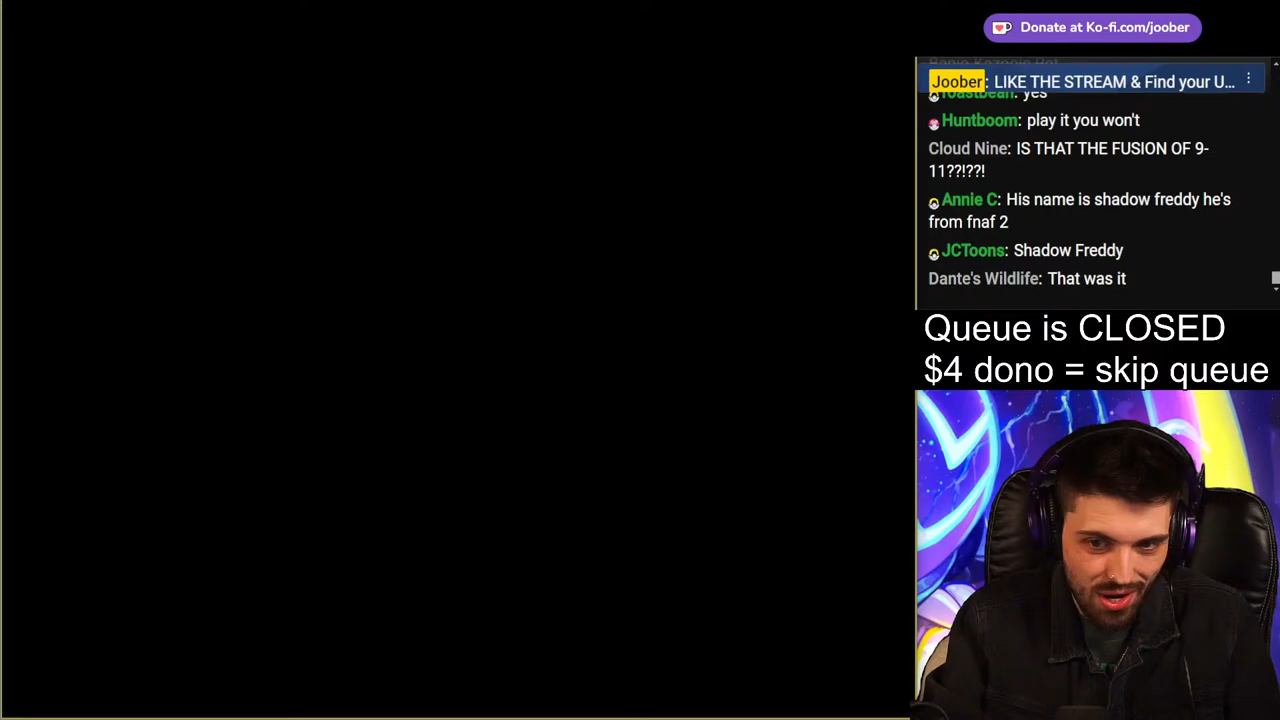 Donate at Ko-fi.com/joober
Joober: LIKE THE STREAM & Find your U...
yes
Huntboom: play it you won't
Cloud Nine: IS THAT THE FUSION OF 9-
11??!??!
Annie C: His name is shadow freddy he's
from fnaf 2
JCToons: Shadow Freddy
Dante's Wildlife: That was it
Queue is CLOSED
$4 dono = skip queue